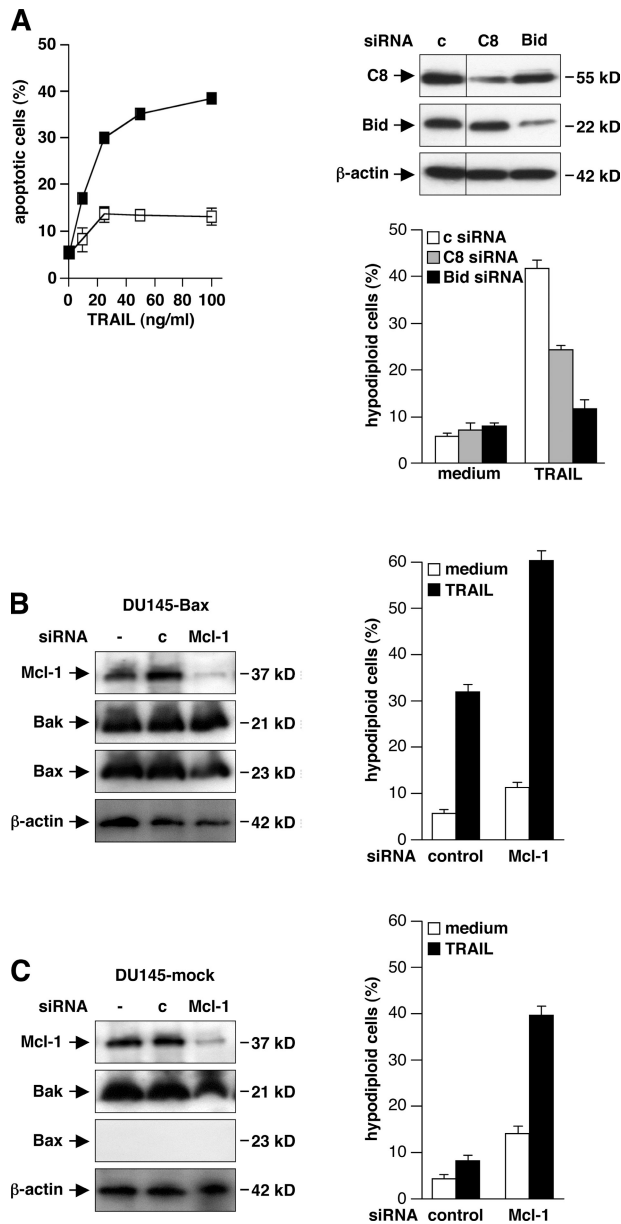 A
50
40
30
20
10
0
apoptotic cells (%)
0 20 40 60 80 100
TRAIL (ng/ml)
siRNA c C8 Bid
C8 55 kD
Bid 22 kD
β-actin 42 kD
50
40
30
20
10
0
hypodiploid cells (%)
c siRNA
C8 siRNA
Bid siRNA
medium TRAIL
B
DU145-Bax
siRNA - c Mcl-1
Mcl-1 37 kD
Bak 21 kD
Bax 23 kD
β-actin 42 kD
60
50
40
30
20
10
0
hypodiploid cells (%)
medium
TRAIL
siRNA control Mcl-1
C
DU145-mock
siRNA - c Mcl-1
Mcl-1 37 kD
Bak 21 kD
Bax 23 kD
β-actin 42 kD
60
50
40
30
20
10
0
hypodiploid cells (%)
medium
TRAIL
siRNA control Mcl-1